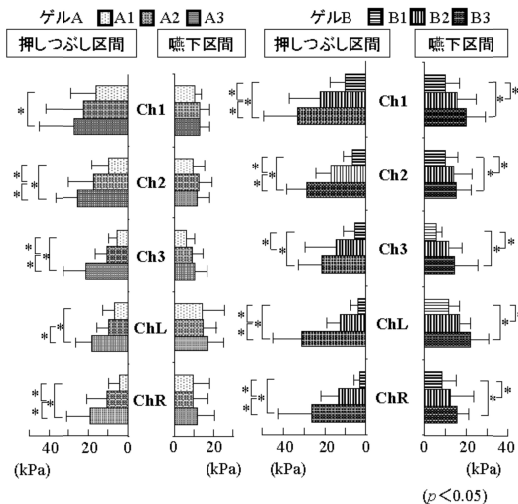 ゲルA A1 A2 A3 ゲルB B1 B2 B3
押しつぶし区間 嚥下区間 押しつぶし区間 嚥下区間
* Ch1 * * * Ch1 * *
* * * Ch2 * * * Ch2 * *
* * * Ch3 * * Ch3 * *
* * ChL * * * ChL * *
* * * ChR * * * ChR * *
40 20 0 0 20 40 20 0 0 20 40
(kPa) (kPa) (kPa) (kPa)
(p<0.05)